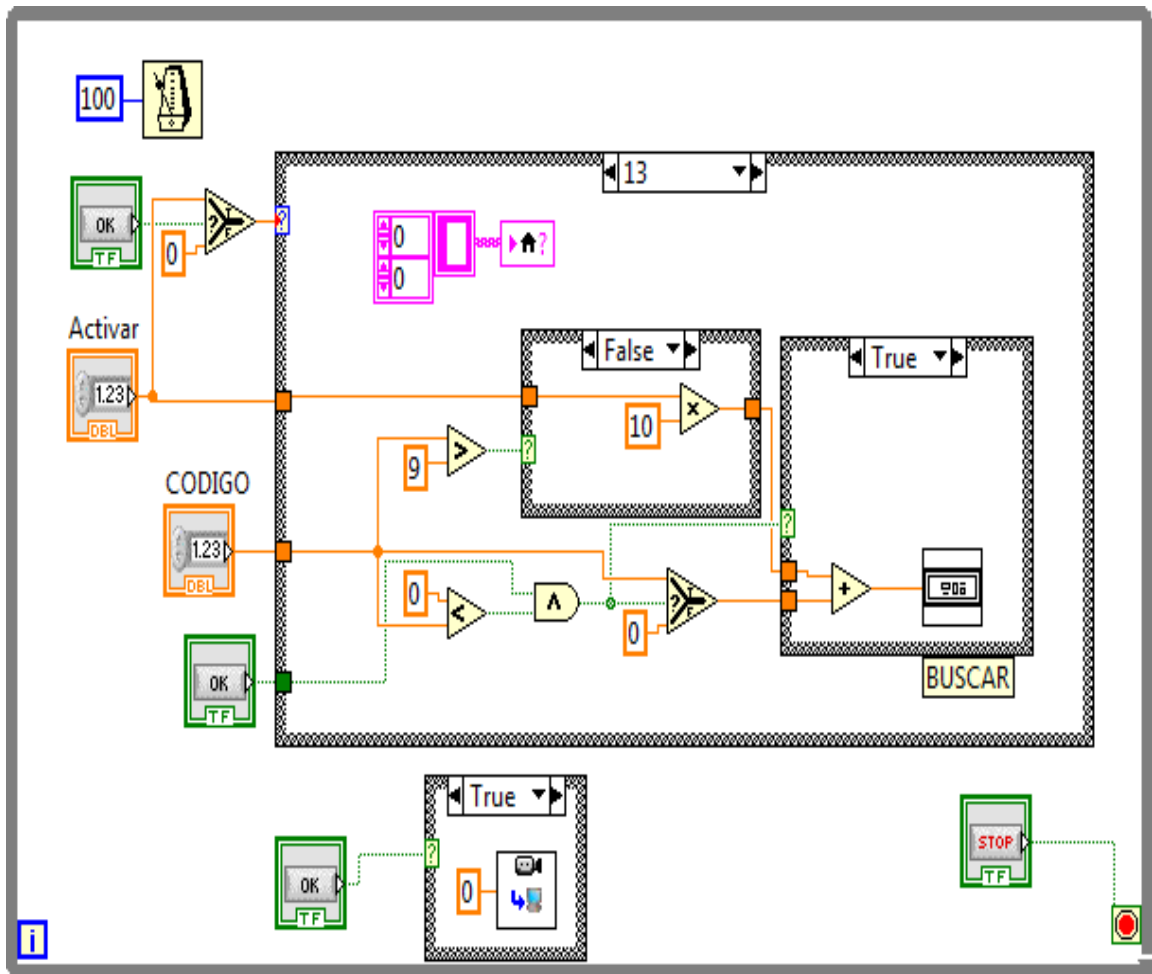 100
13
OK
TF
?
T
F
0
?
0
0
?
Activar
1.23
DBL
False
True
10
x
>
9
?
CODIGO
1.23
DBL
?
0
<
Λ
?
T
F
0
+
OK
TF
BUSCAR
True
?
0
OK
TF
STOP
TF
i